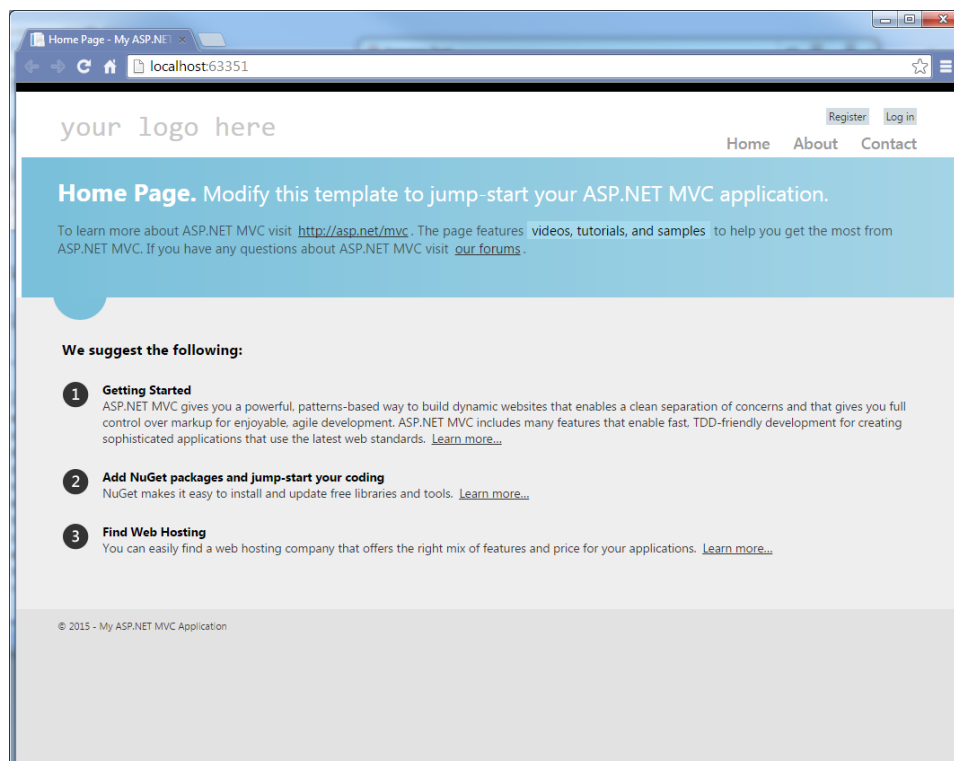 Home Page - My ASP.NET
localhost:63351
your logo here
Register Log in
Home About Contact
Home Page. Modify this template to jump-start your ASP.NET MVC application.
To learn more about ASP.NET MVC visit http://asp.net/mvc. The page features videos, tutorials, and samples to help you get the most from
ASP.NET MVC. If you have any questions about ASP.NET MVC visit our forums.
We suggest the following:
1 Getting Started
ASP.NET MVC gives you a powerful, patterns-based way to build dynamic websites that enables a clean separation of concerns and that gives you full
control over markup for enjoyable, agile development. ASP.NET MVC includes many features that enable fast, TDD-friendly development for creating
sophisticated applications that use the latest web standards. Learn more...
2 Add NuGet packages and jump-start your coding
NuGet makes it easy to install and update free libraries and tools. Learn more...
3 Find Web Hosting
You can easily find a web hosting company that offers the right mix of features and price for your applications. Learn more...
© 2015 - My ASP.NET MVC Application